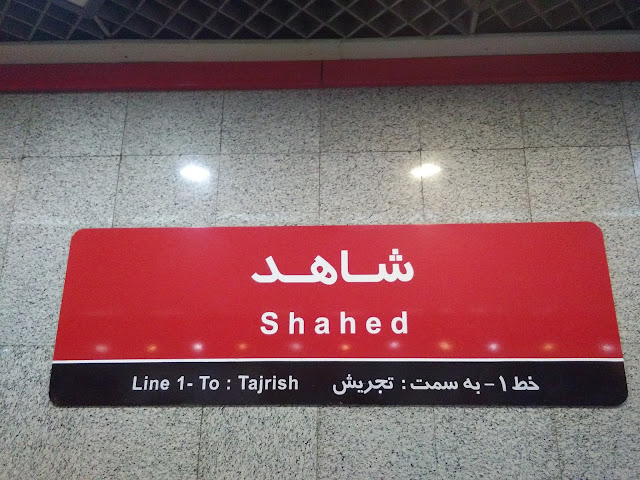 شاهد
Shahed
Line 1- To : Tajrish خط ۱ - به سمت : تجریش